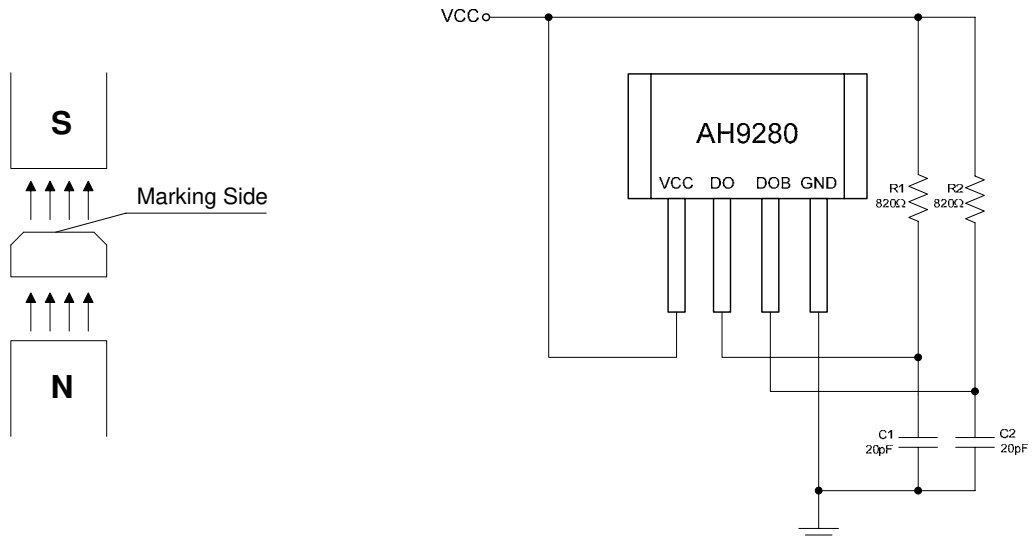 VCC
S
Marking Side
N
AH9280
VCC DO DOB GND
R1
820Ω
R2
820Ω
C1
20pF
C2
20pF